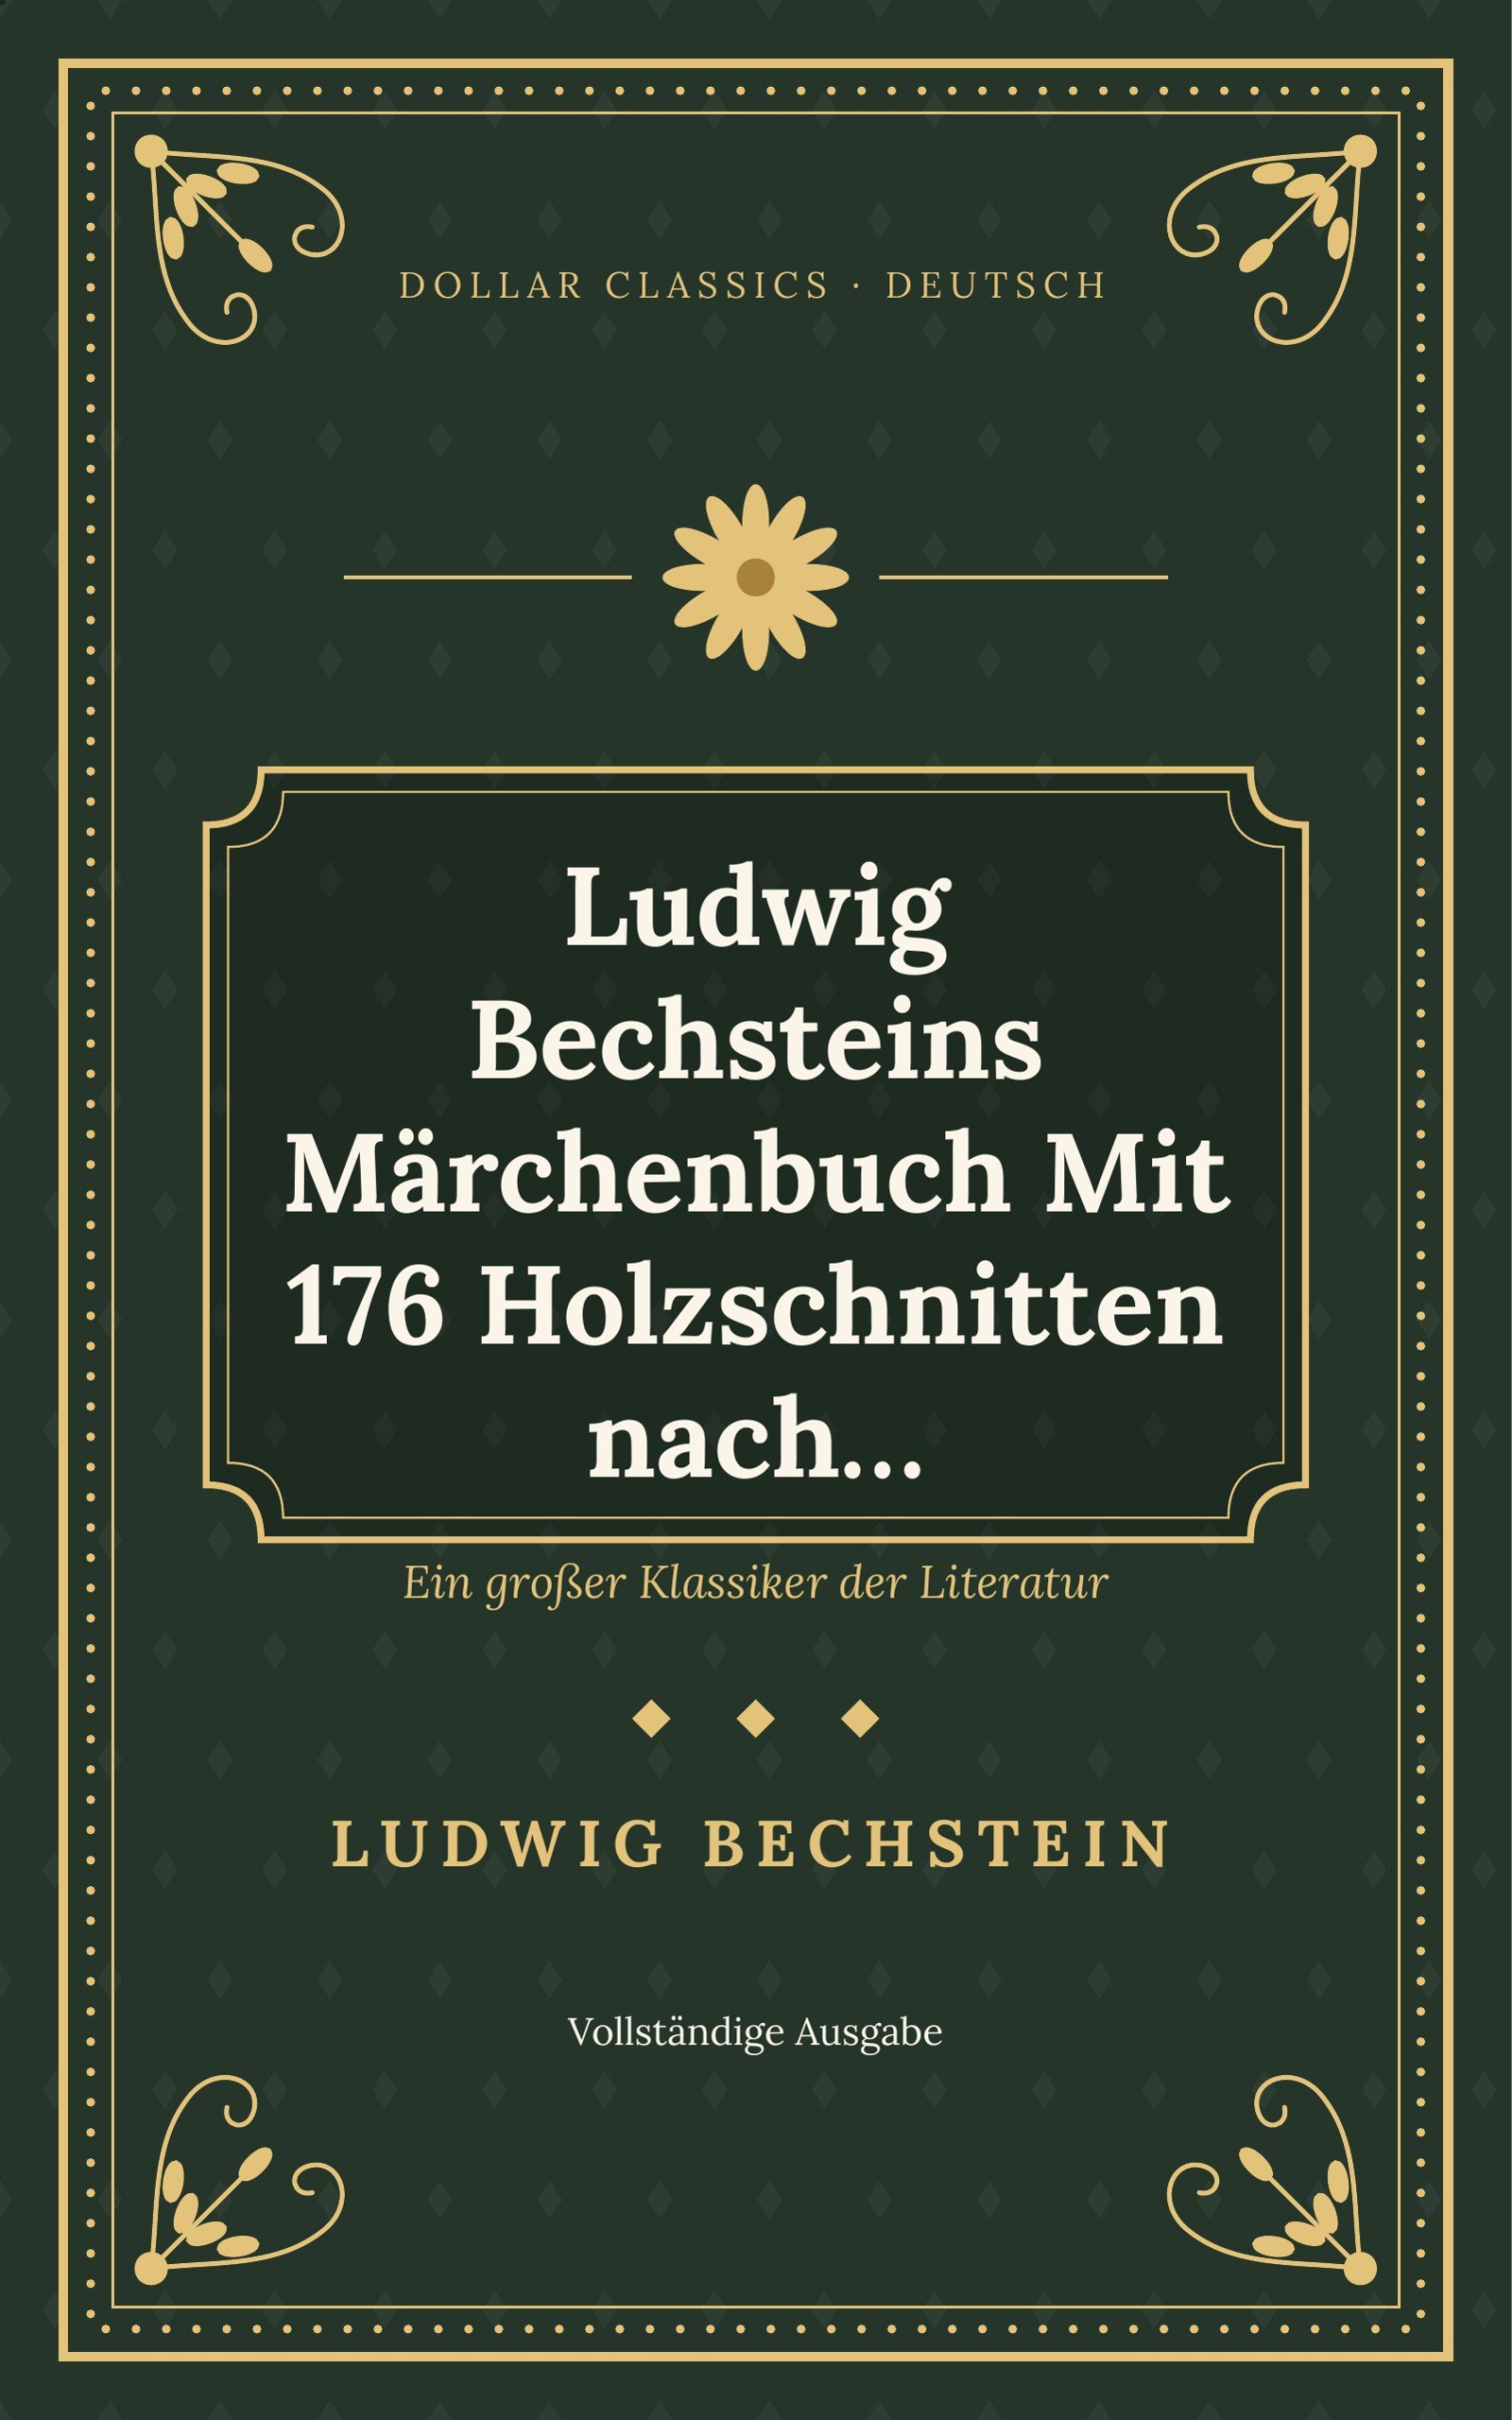 DOLLAR CLASSICS · DEUTSCH
Ludwig
Bechsteins
Märchenbuch Mit
176 Holzschnitten
nach...
Ein großer Klassiker der Literatur
LUDWIG BECHSTEIN
Vollständige Ausgabe